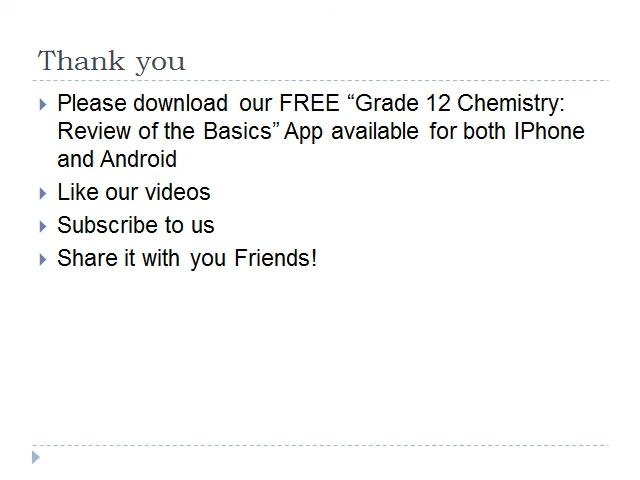 Thank you
Please download our FREE “Grade 12 Chemistry:
Review of the Basics” App available for both IPhone
and Android
Like our videos
Subscribe to us
Share it with you Friends!